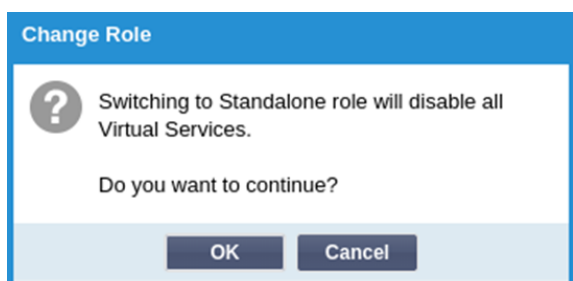 Change Role
?
Switching to Standalone role will disable all
Virtual Services.
Do you want to continue?
OK
Cancel